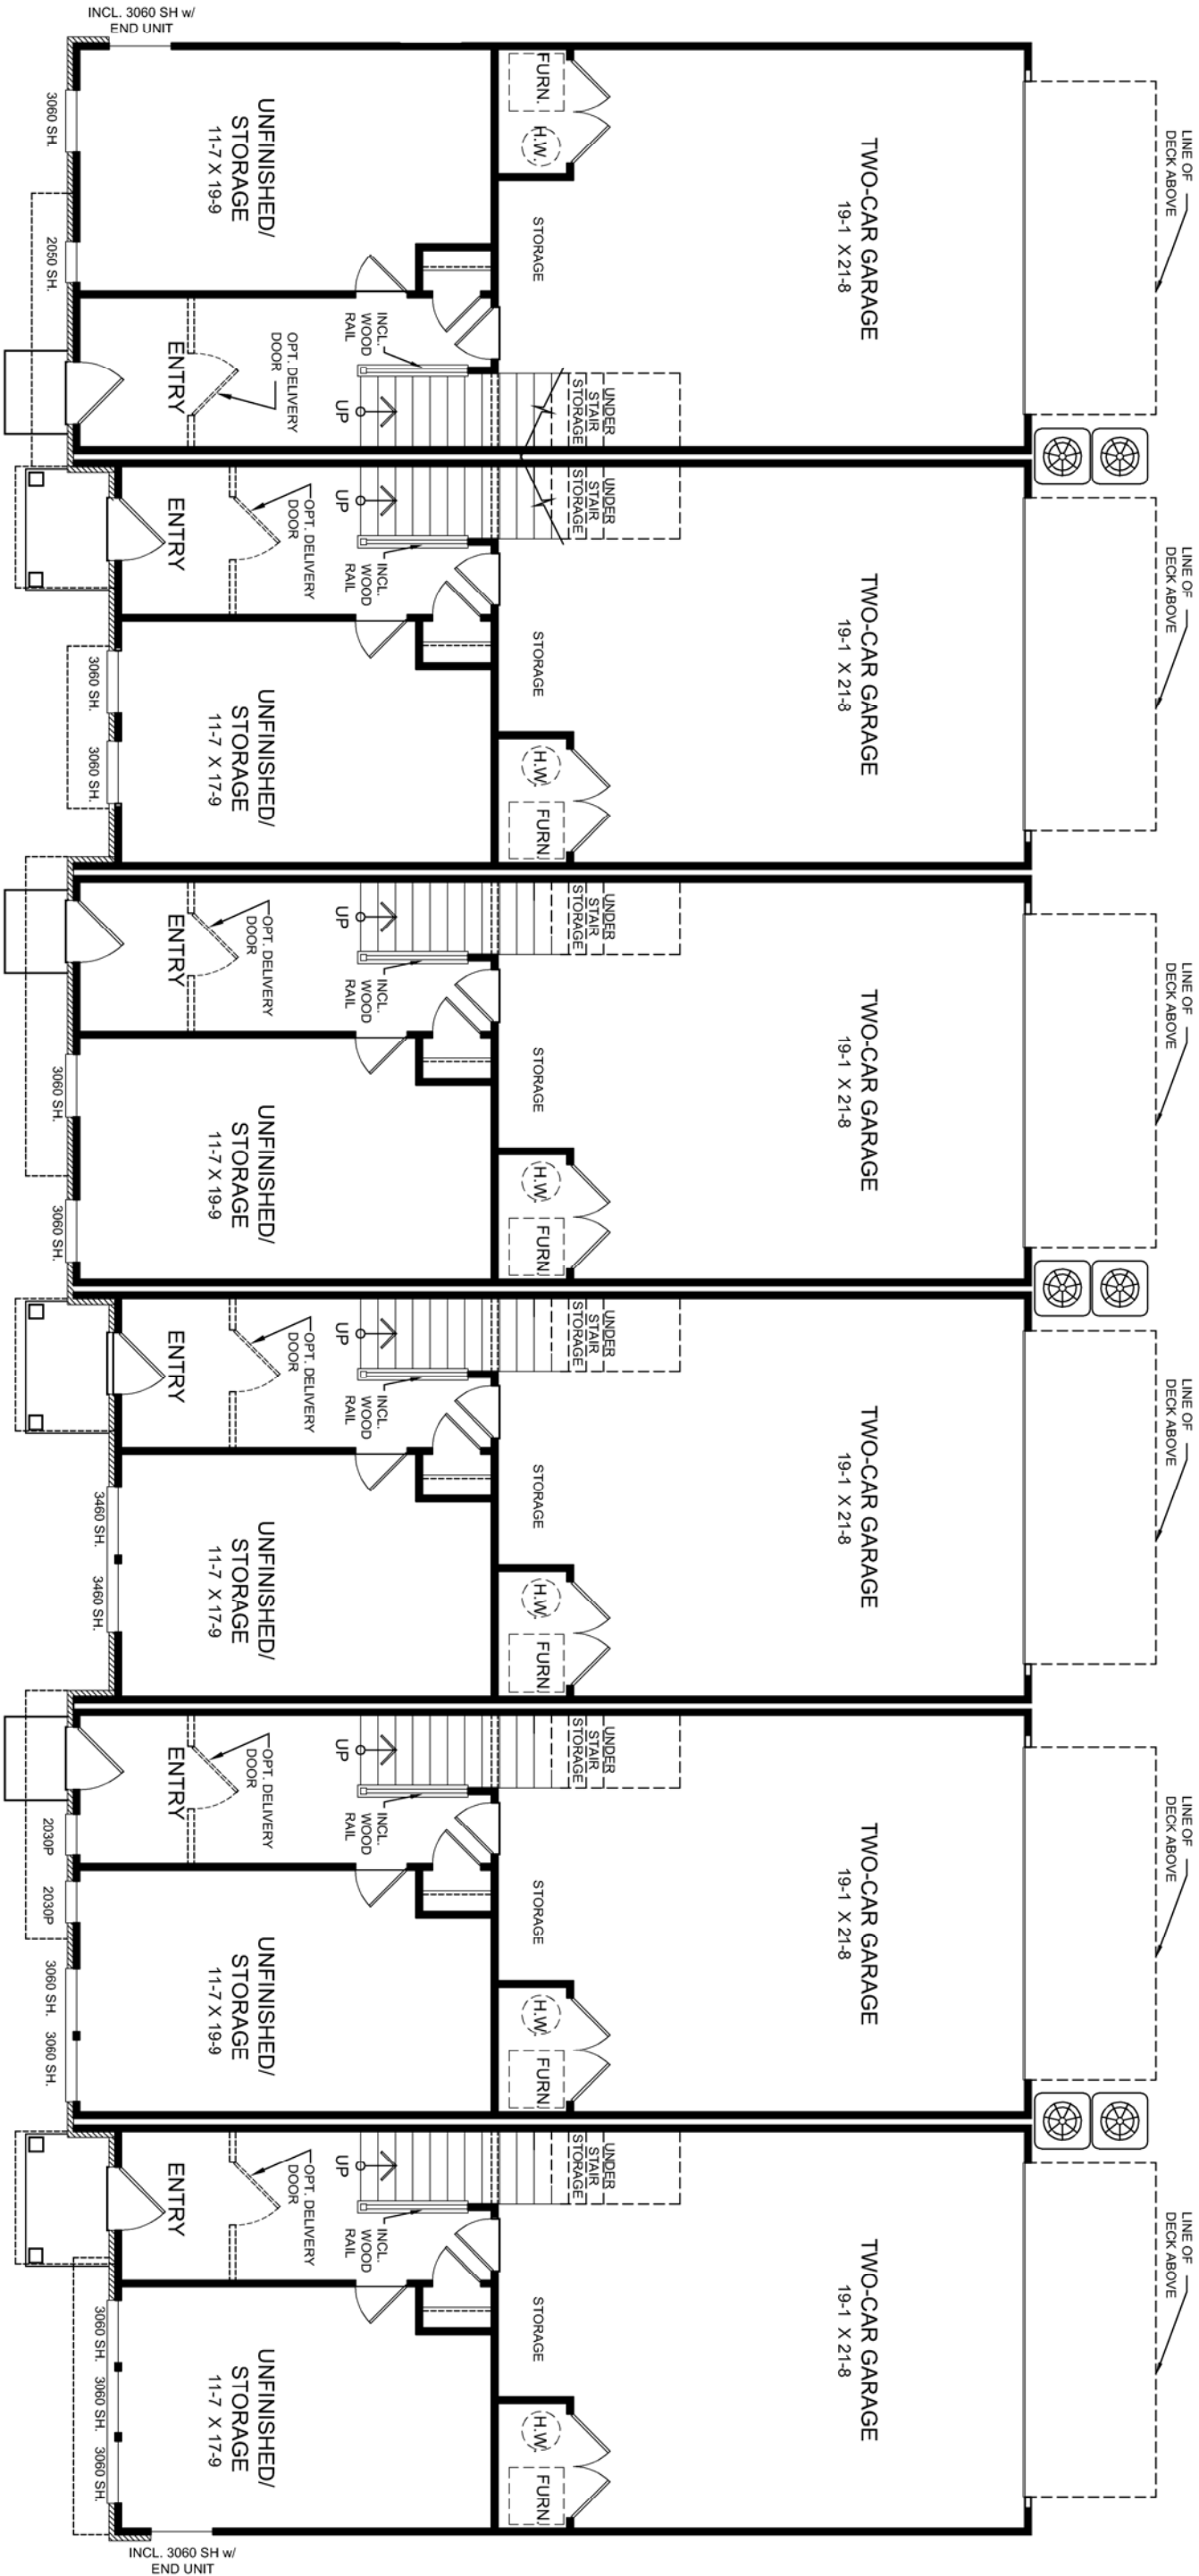 INCL. 3060 SH w/
END UNIT
LINE OF
DECK ABOVE
TWO-CAR GARAGE
19-1 X 21-8
FURN.
H.W.
STORAGE
UNFINISHED/
STORAGE
11-7 X 19-9
3060 SH.
2050 SH.
UNDER
STAIR
STORAGE
INCL.
WOOD
RAIL
UP
OPT. DELIVERY
DOOR
ENTRY
LINE OF
DECK ABOVE
TWO-CAR GARAGE
19-1 X 21-8
UNDER
STAIR
STORAGE
UP
INCL.
WOOD
RAIL
OPT. DELIVERY
DOOR
ENTRY
STORAGE
H.W.
FURN.
UNFINISHED/
STORAGE
11-7 X 17-9
3060 SH.
3060 SH.
LINE OF
DECK ABOVE
TWO-CAR GARAGE
19-1 X 21-8
UNDER
STAIR
STORAGE
UP
INCL.
WOOD
RAIL
OPT. DELIVERY
DOOR
ENTRY
STORAGE
H.W.
FURN.
UNFINISHED/
STORAGE
11-7 X 19-9
3060 SH.
3060 SH.
LINE OF
DECK ABOVE
TWO-CAR GARAGE
19-1 X 21-8
UNDER
STAIR
STORAGE
UP
INCL.
WOOD
RAIL
OPT. DELIVERY
DOOR
ENTRY
STORAGE
H.W.
FURN.
UNFINISHED/
STORAGE
11-7 X 17-9
3460 SH.
3460 SH.
LINE OF
DECK ABOVE
TWO-CAR GARAGE
19-1 X 21-8
UNDER
STAIR
STORAGE
UP
INCL.
WOOD
RAIL
OPT. DELIVERY
DOOR
ENTRY
STORAGE
H.W.
FURN.
UNFINISHED/
STORAGE
11-7 X 19-9
2030P
2030P
3060 SH.
3060 SH.
LINE OF
DECK ABOVE
TWO-CAR GARAGE
19-1 X 21-8
UNDER
STAIR
STORAGE
UP
INCL.
WOOD
RAIL
OPT. DELIVERY
DOOR
ENTRY
STORAGE
H.W.
FURN.
UNFINISHED/
STORAGE
11-7 X 17-9
3060 SH.
3060 SH.
3060 SH.
INCL. 3060 SH w/
END UNIT